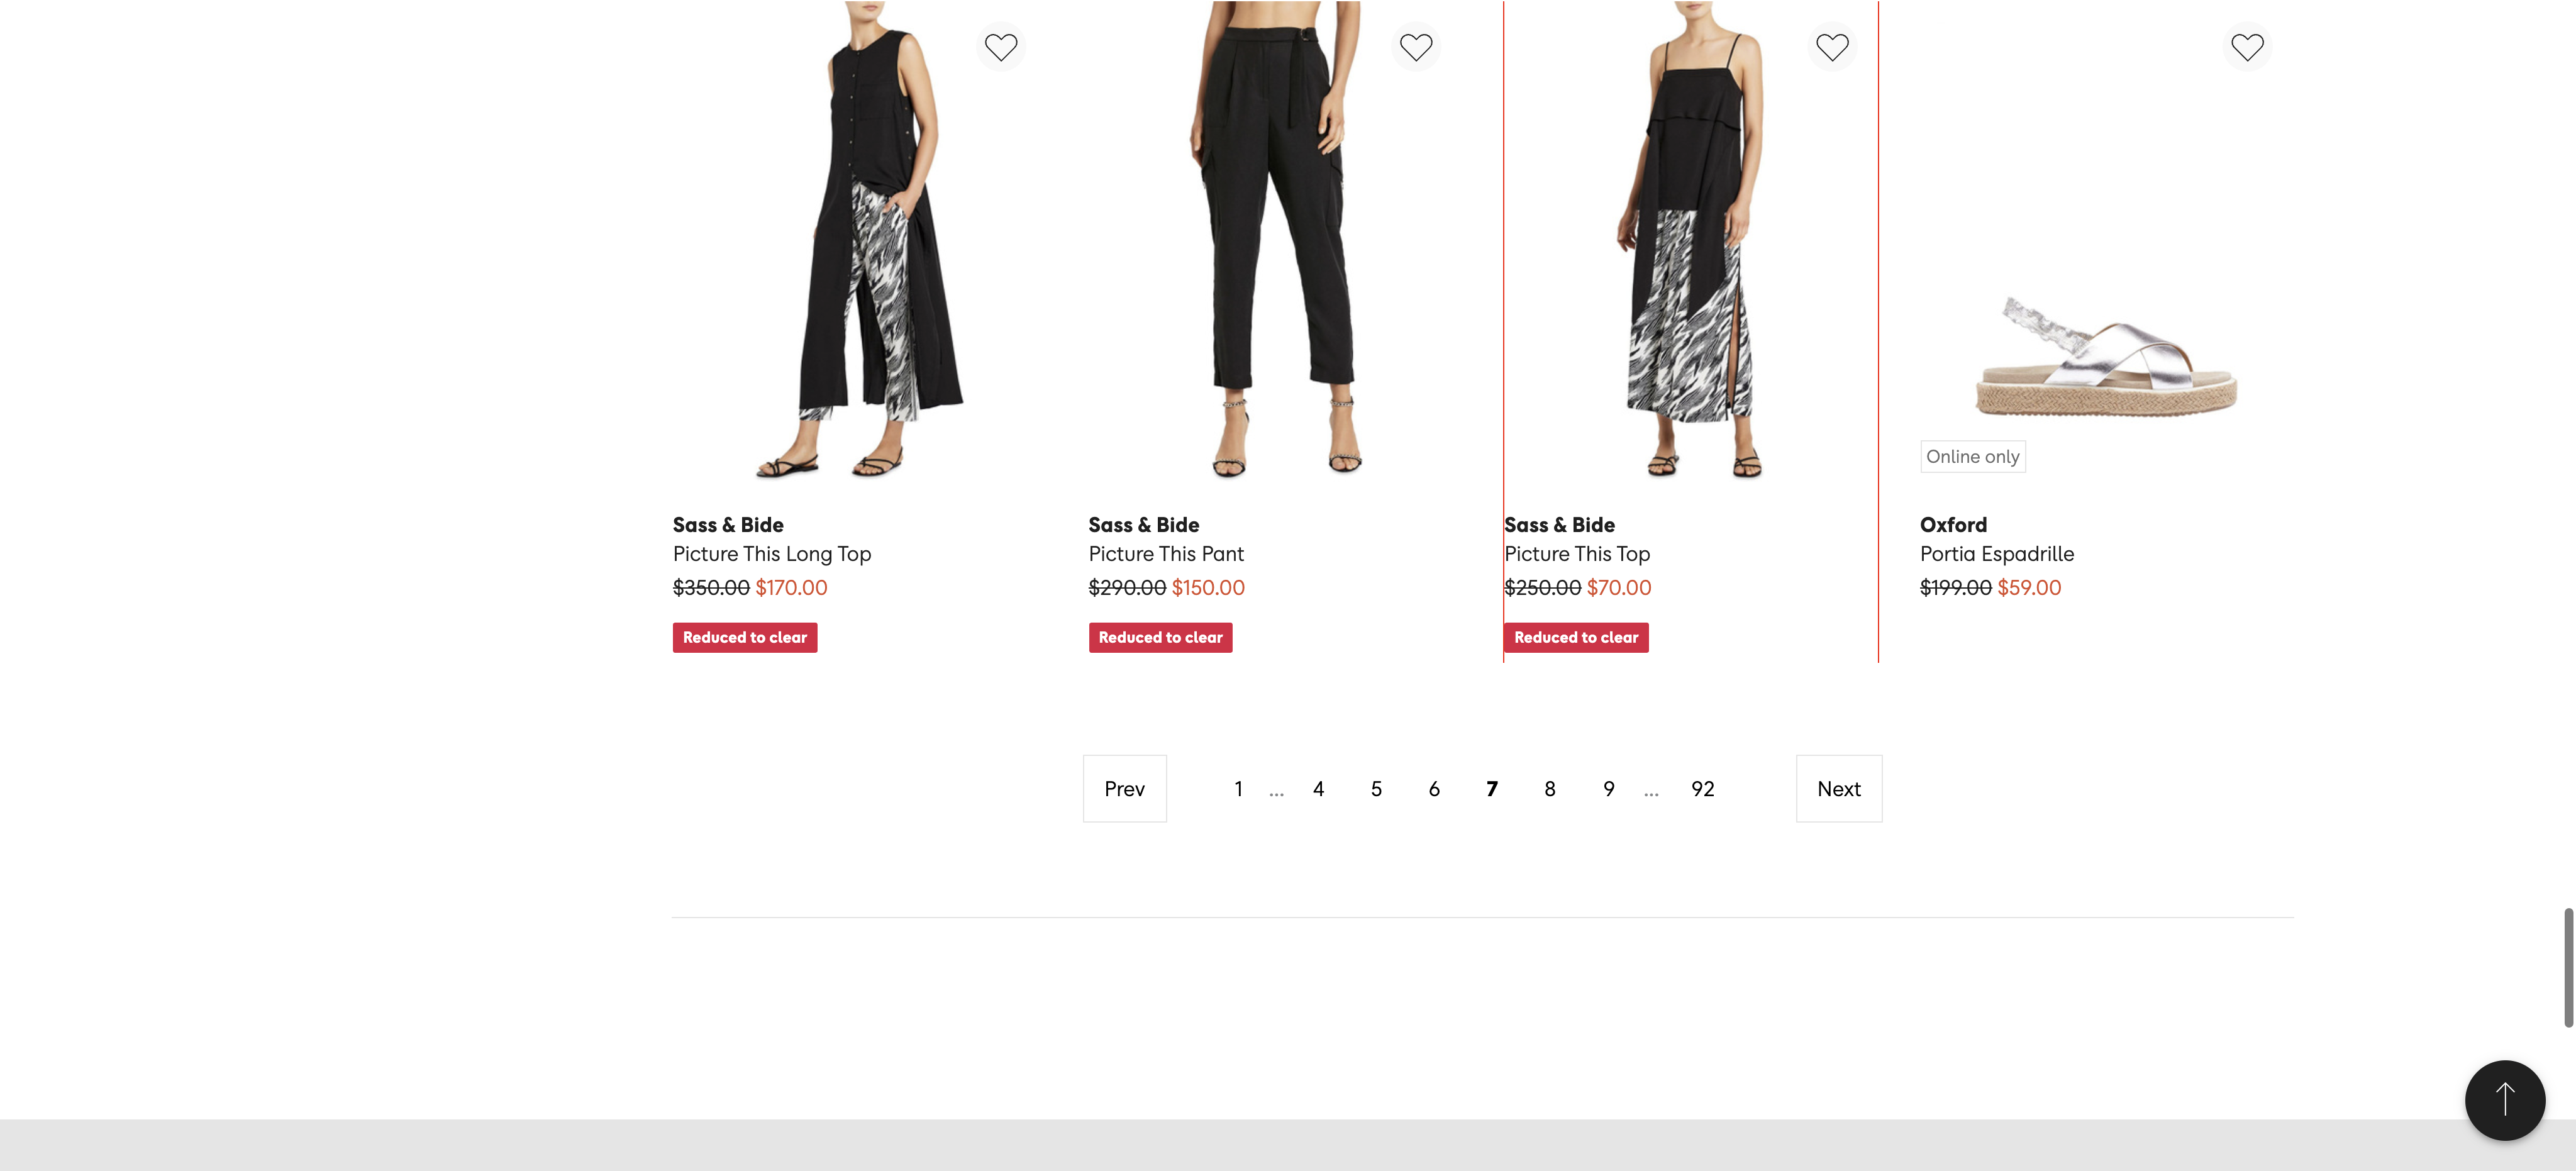 Online only
Sass & Bide
Picture This Long Top
$350.00 $170.00
Reduced to clear
Sass & Bide
Picture This Pant
$290.00 $150.00
Reduced to clear
Sass & Bide
Picture This Top
$250.00 $70.00
Reduced to clear
Oxford
Portia Espadrille
$199.00 $59.00
Prev 1 ... 4 5 6 7 8 9 ... 92 Next